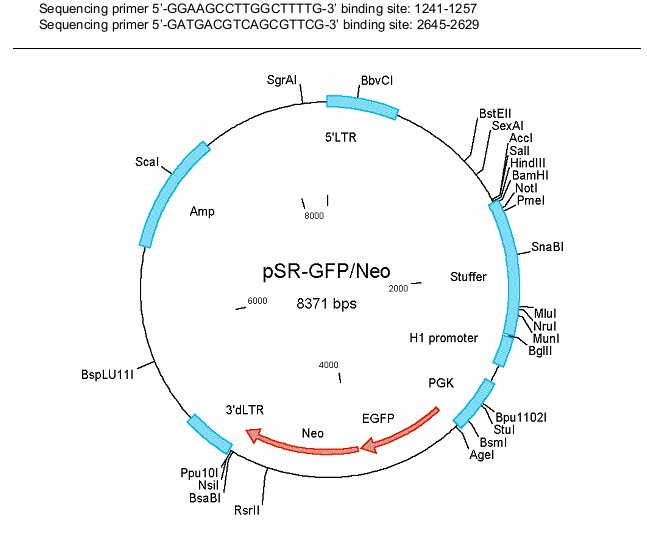 Sequencing primer 5'-GGAAGCCTTGGCTTTTG-3' binding site: 1241-1257
Sequencing primer 5'-GATGACGTCAGCGTTCG-3' binding site: 2645-2629
SgrAI
BbvCI
BstEII
SexAI
AccI
SalI
HindIII
BamHI
NotI
PmeI
5'LTR
ScaI
Amp
8000
SnaBI
pSR-GFP/Neo
Stuffer
2000
6000
8371 bps
MluI
NruI
MunI
BglII
H1 promoter
4000
BspLU11I
PGK
3'dLTR
EGFP
Neo
Bpu1102I
StuI
BsmI
AgeI
Ppu10I
NsiI
BsaBI
RsrII